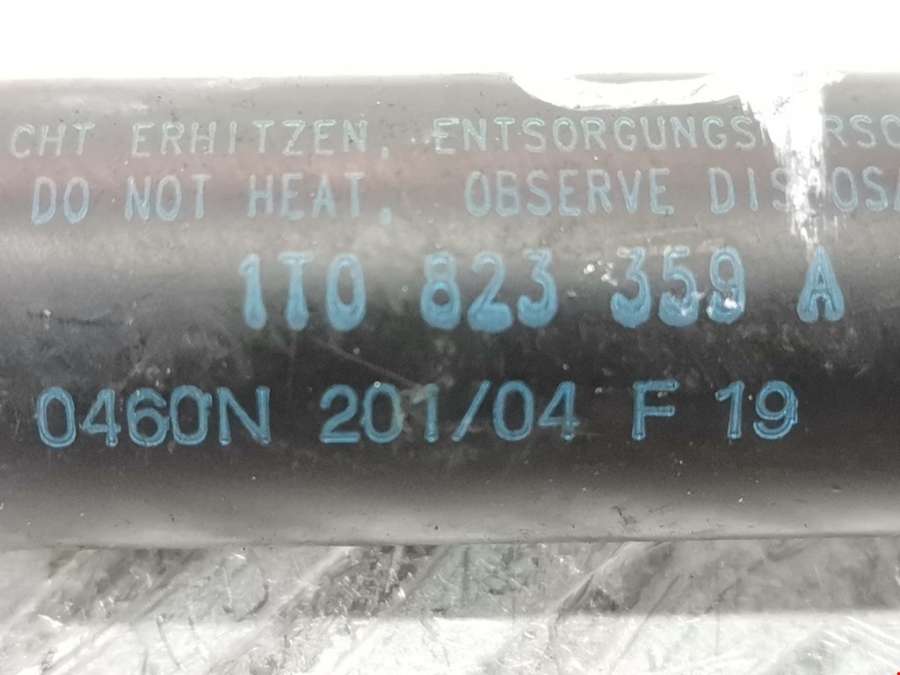 CHT ERHITZEN. ENTSORGUNGS
DO NOT HEAT. OBSERVE
1T0 823 359 A
0460N 201/04 F 19